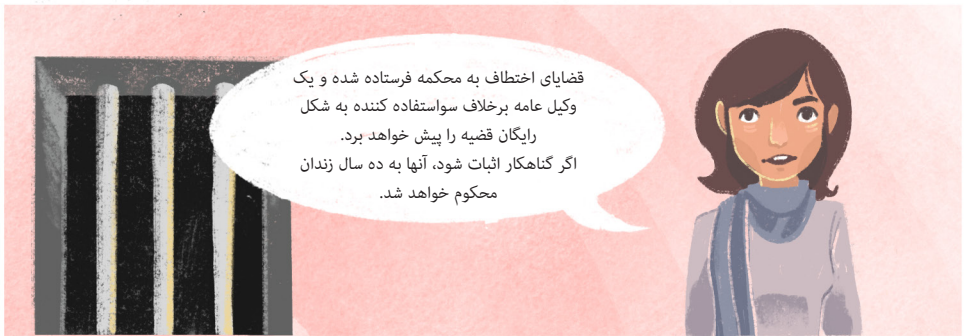 قضایای اختطاف به محکمه فرستاده شده و یک
وکیل عامه برخلاف سواستفاده کننده به شکل
رایگان قضیه را پیش خواهد برد.
اگر گناهکار اثبات شود، آنها به ده سال زندان
محکوم خواهد شد.